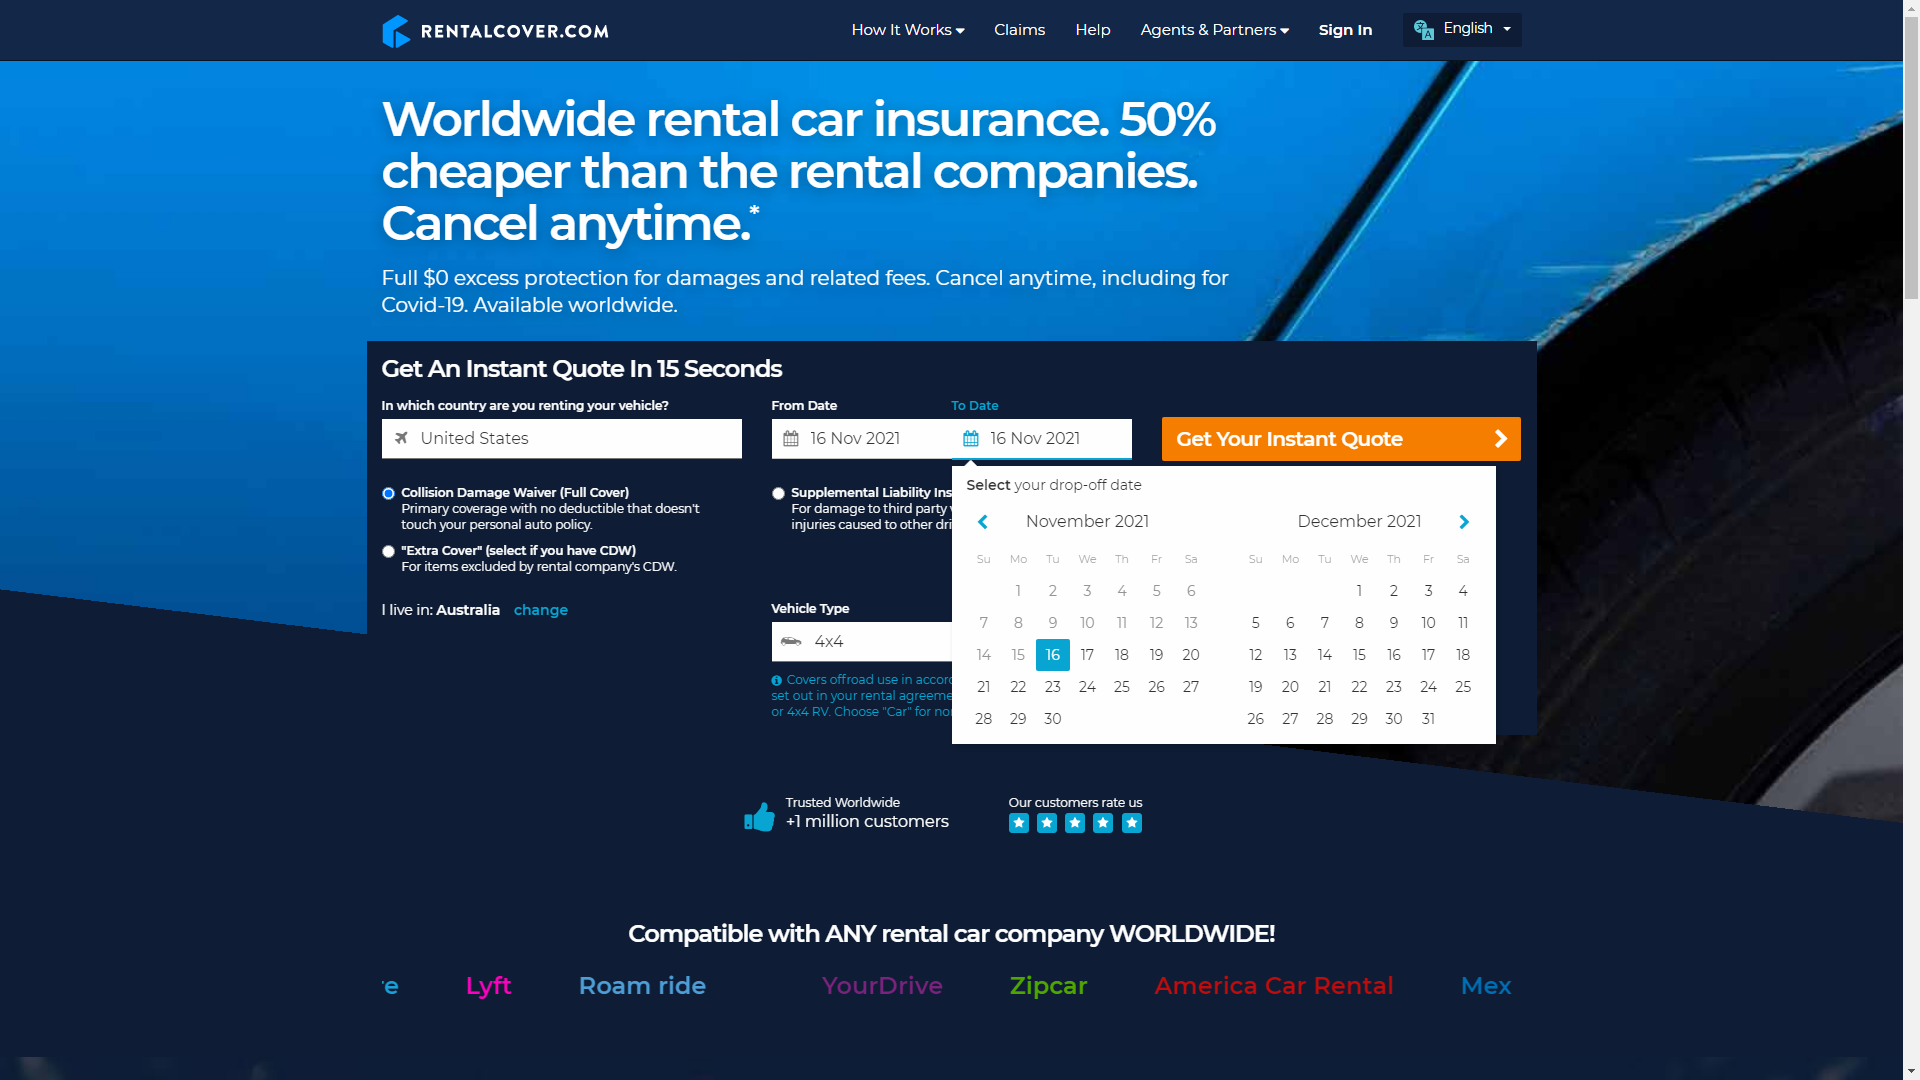 RENTALCOVER.COM
How It Works
Claims
Help
Agents & Partners
Sign In
English
Worldwide rental car insurance. 50%
cheaper than the rental companies.
Cancel anytime.*
Full $0 excess protection for damages and related fees. Cancel anytime, including for
Covid-19. Available worldwide.
Get An Instant Quote In 15 Seconds
In which country are you renting your vehicle?
From Date
To Date
United States
16 Nov 2021
16 Nov 2021
Get Your Instant Quote
Collision Damage Waiver (Full Cover)
Primary coverage with no deductible that doesn't
touch your personal auto policy.
"Extra Cover" (select if you have CDW)
For items excluded by rental company's CDW.
Supplemental Liability Ins
For damage to third party
injuries caused to other dri
I live in: Australia change
Vehicle Type
4x4
Covers offroad use in accord
set out in your rental agreeme
or 4x4 RV. Choose "Car" for no
Select your drop-off date
November 2021
Su Mo Tu We Th Fr Sa
1 2 3 4 5 6
7 8 9 10 11 12 13
14 15 16 17 18 19 20
21 22 23 24 25 26 27
28 29 30
December 2021
Su Mo Tu We Th Fr Sa
1 2 3 4
5 6 7 8 9 10 11
12 13 14 15 16 17 18
19 20 21 22 23 24 25
26 27 28 29 30 31
Trusted Worldwide
+1 million customers
Our customers rate us
Compatible with ANY rental car company WORLDWIDE!
re Lyft Roam ride YourDrive Zipcar America Car Rental Mex